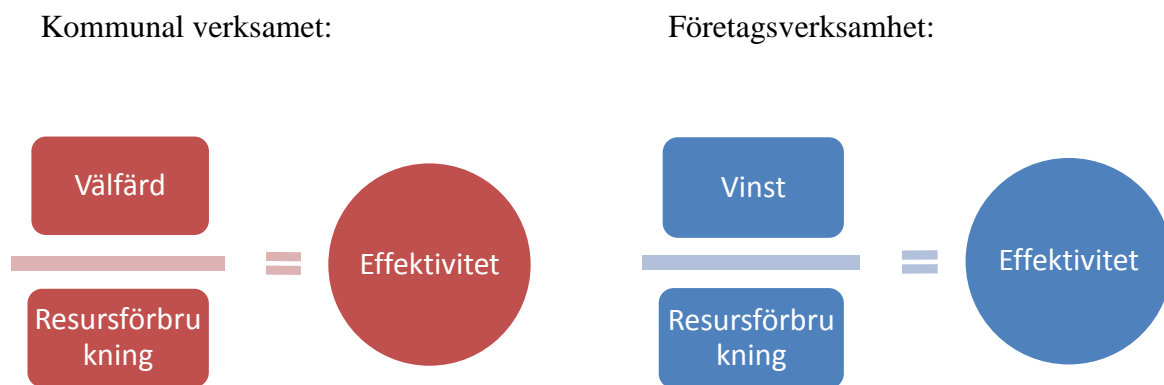 Kommunal verksamet:
Företagsverksamhet:
Välfärd
Effektivitet
Resursförbru
kning
Vinst
Effektivitet
Resursförbru
kning